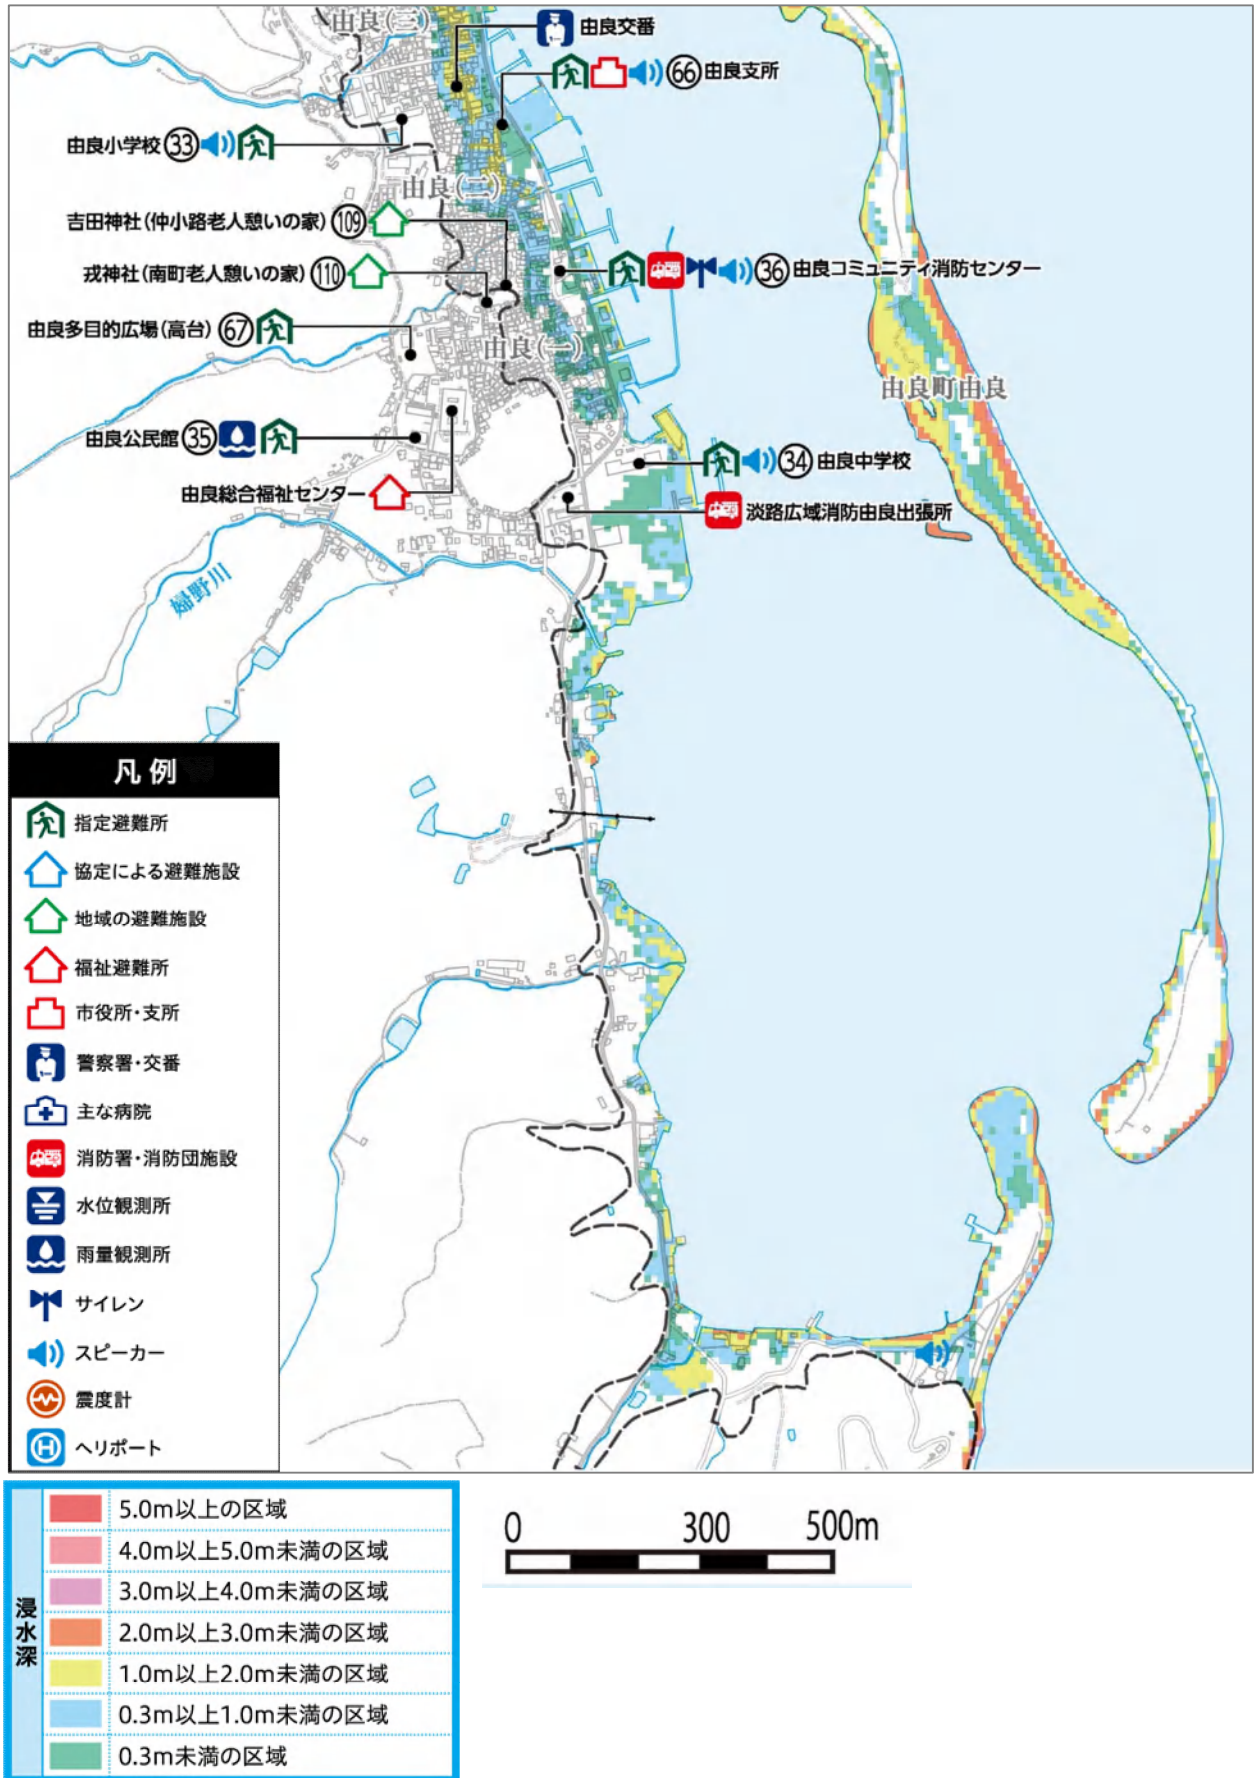 由良(三)
由良交番
66 由良支所
由良小学校 33
由良(二)
吉田神社(仲小路老人憩いの家) 109
戎神社(南町老人憩いの家) 110
36 由良コミュニティ消防センター
由良多目的広場(高台) 67
由良(一)
由良町由良
由良公民館 35
34 由良中学校
由良総合福祉センター
淡路広域消防由良出張所
婦野川
凡例
指定避難所
協定による避難施設
地域の避難施設
福祉避難所
市役所・支所
警察署・交番
主な病院
消防署・消防団施設
水位観測所
雨量観測所
サイレン
スピーカー
震度計
H ヘリポート
浸水深
5.0m以上の区域
4.0m以上5.0m未満の区域
3.0m以上4.0m未満の区域
2.0m以上3.0m未満の区域
1.0m以上2.0m未満の区域
0.3m以上1.0m未満の区域
0.3m未満の区域
0 300 500m